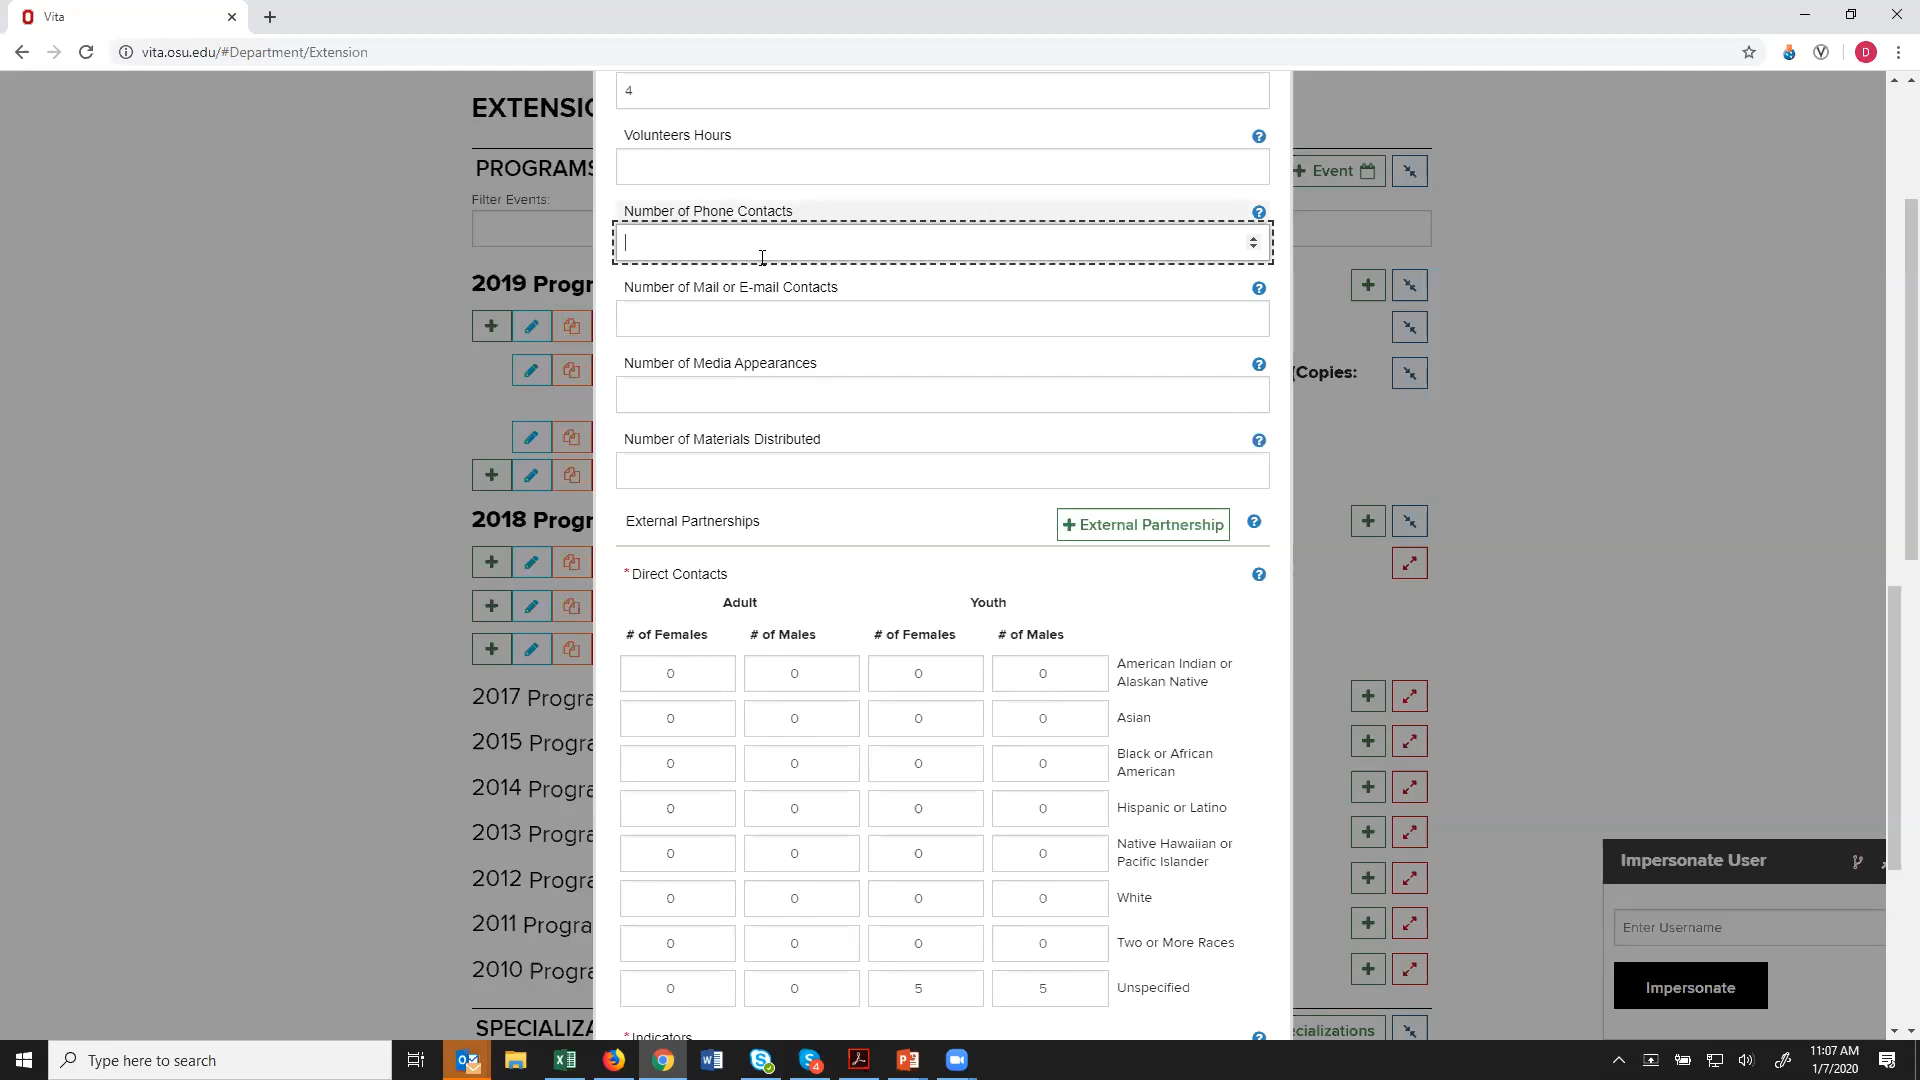 Vita
vita.osu.edu/#Department/Extension
D
EXTENSIO
4
Volunteers Hours
PROGRAMS
Event
Filter Events:
Number of Phone Contacts
2019 Progr
Number of Mail or E-mail Contacts
Number of Media Appearances
(Copies:
Number of Materials Distributed
2018 Progr
External Partnerships
+ External Partnership
* Direct Contacts
Adult Youth
# of Females # of Males # of Females # of Males
0 0 0 0 American Indian or
Alaskan Native
2017 Progra
0 0 0 0 Asian
2015 Progra
0 0 0 0 Black or African
American
2014 Progra
0 0 0 0 Hispanic or Latino
2013 Progra
0 0 0 0 Native Hawaiian or
Pacific Islander
2012 Progra
0 0 0 0 White
2011 Progra
0 0 0 0 Two or More Races
2010 Progra
0 0 5 5 Unspecified
Impersonate User
Enter Username
Impersonate
SPECIALIZA
* Indicators
ecializations
Type here to search
4
11:07 AM
1/7/2020